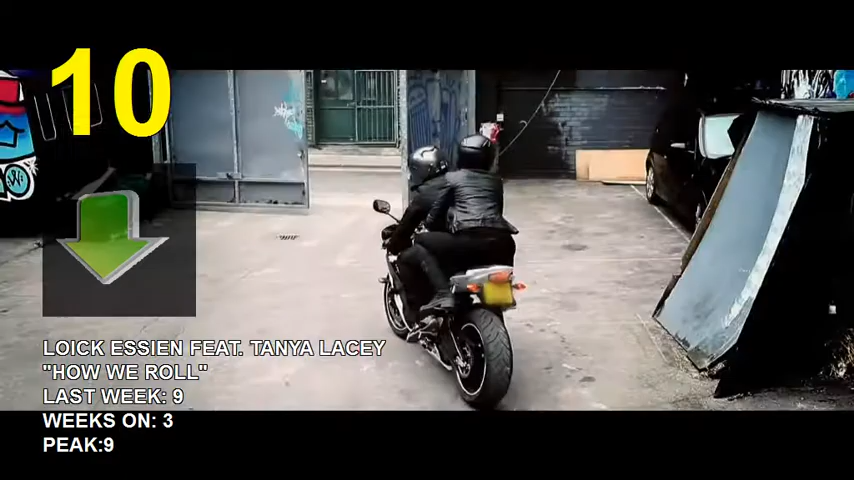 10
LOICK ESSIEN FEAT. TANYA LACEY
"HOW WE ROLL"
LAST WEEK: 9
WEEKS ON: 3
PEAK:9